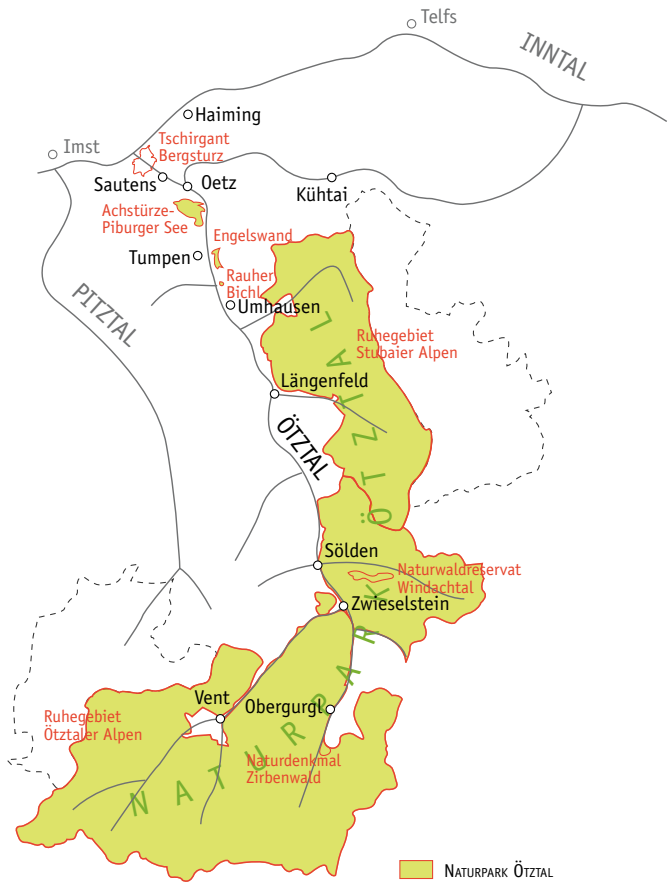 Telfs
INNTAL
Haiming
Imst
Tschirgant
Bergsturz
Sautens
Oetz
Kühtai
Achstürze-
Piburger See
Engelswand
Tumpen
Rauher
Bichl
Umhausen
PITZTAL
Ruhegebiet
Stubaier Alpen
Längenfeld
ÖTZTAL
Sölden
Naturwaldreservat
Windachtal
Zwieselstein
Vent
Obergurgl
Ruhegebiet
Ötztaler Alpen
Naturdenkmal
Zirbenwald
NATURPARK ÖTZTAL
NATURPARK ÖTZTAL